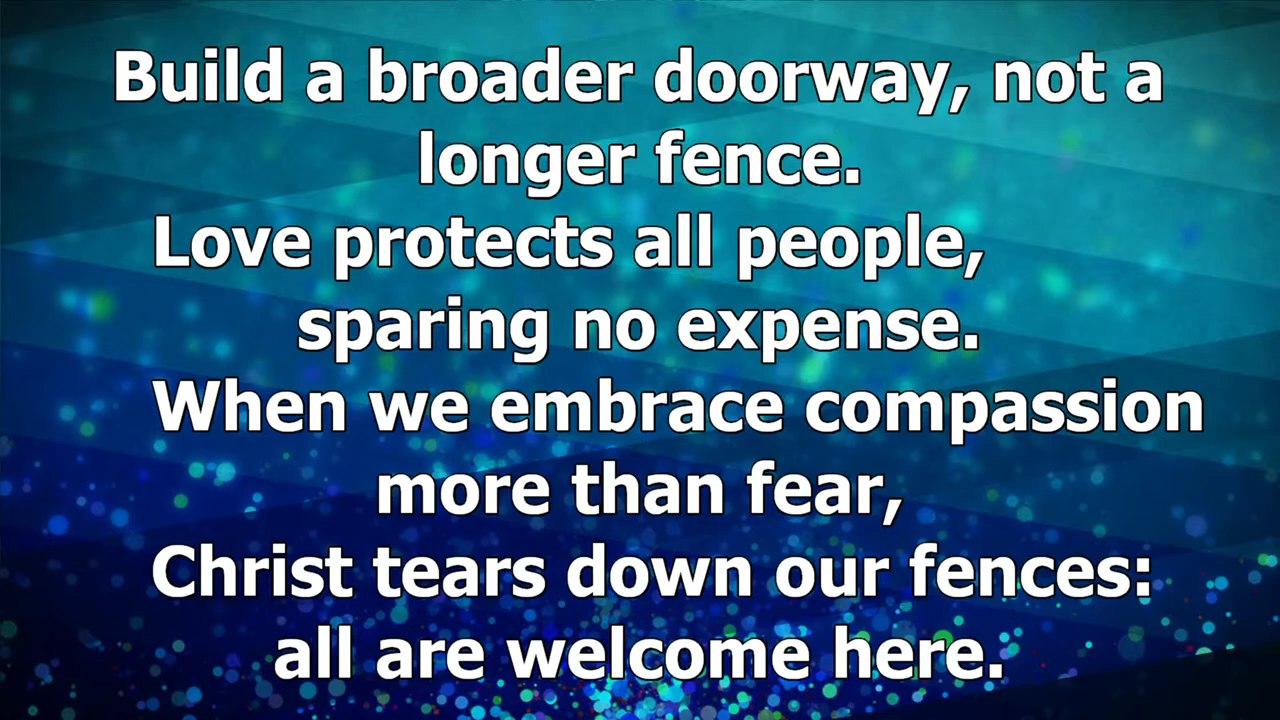 Build a broader doorway, not a
longer fence.
Love protects all people,
sparing no expense.
When we embrace compassion
more than fear,
Christ tears down our fences:
all are welcome here.